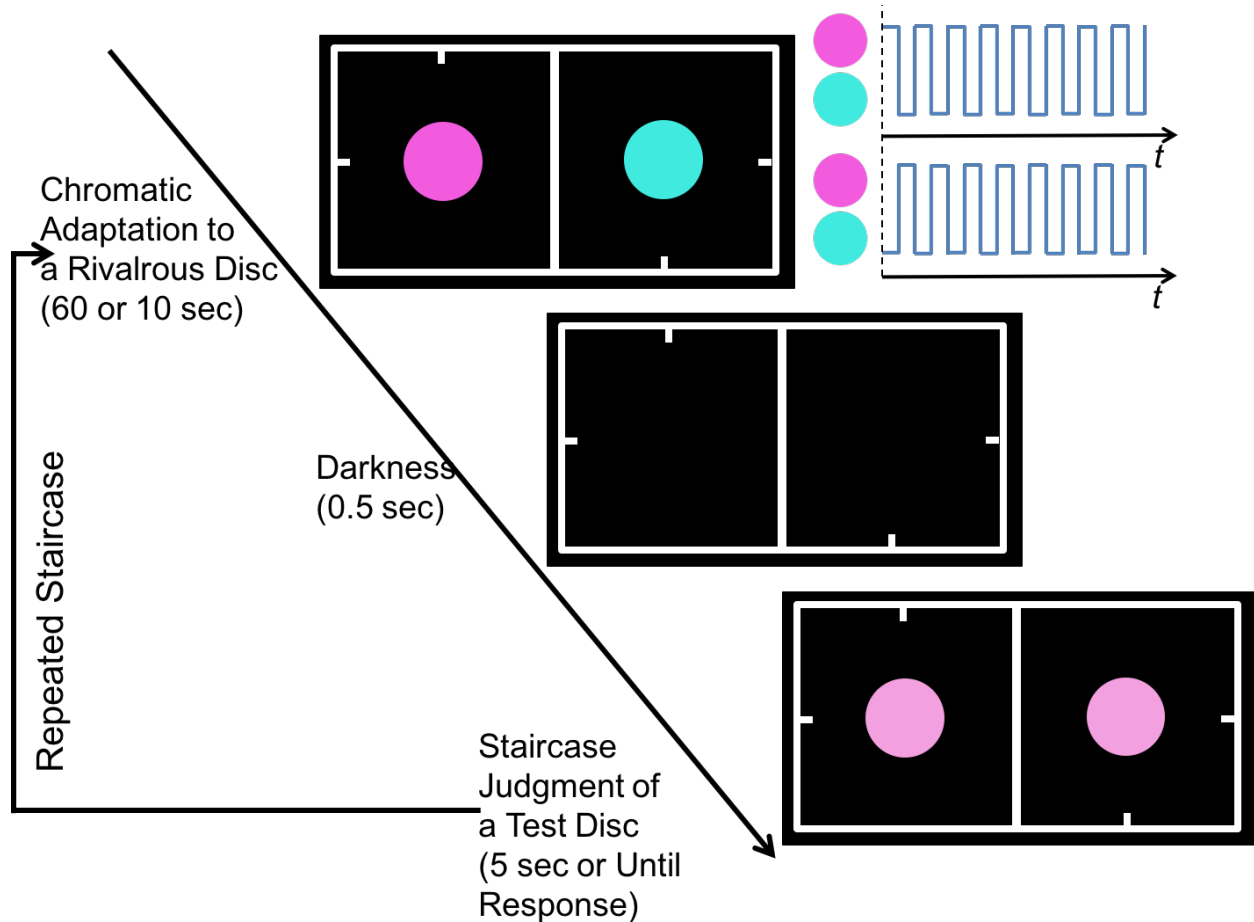 t
t
Chromatic
Adaptation to
a Rivalrous Disc
(60 or 10 sec)
Darkness
(0.5 sec)
Repeated Staircase
Staircase
Judgment of
a Test Disc
(5 sec or Until
Response)